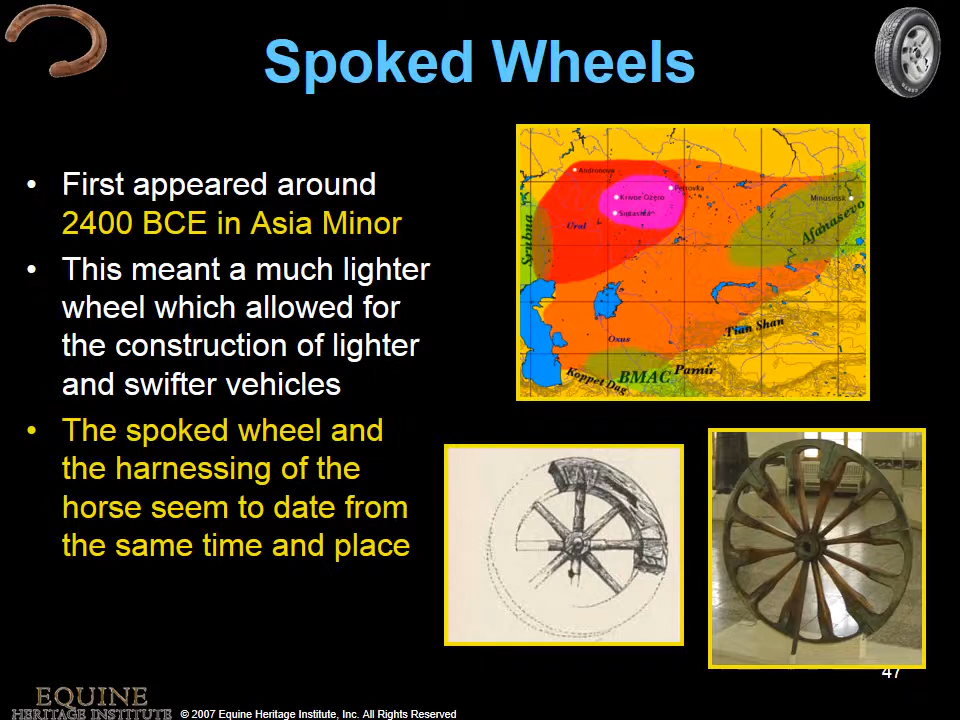 Spoked Wheels
• First appeared around
2400 BCE in Asia Minor
• This meant a much lighter
wheel which allowed for
the construction of lighter
and swifter vehicles
• The spoked wheel and
the harnessing of the
horse seem to date from
the same time and place
Andronovo
Petrovka
Krivoe Ozero
Sintashta
Ural
Minusinsk
Srubna
Afanasevo
Oxus
Tian Shan
Koppet Dag
BMAC
Pamir
47
EQUINE
HERITAGE INSTITUTE
© 2007 Equine Heritage Institute, Inc. All Rights Reserved